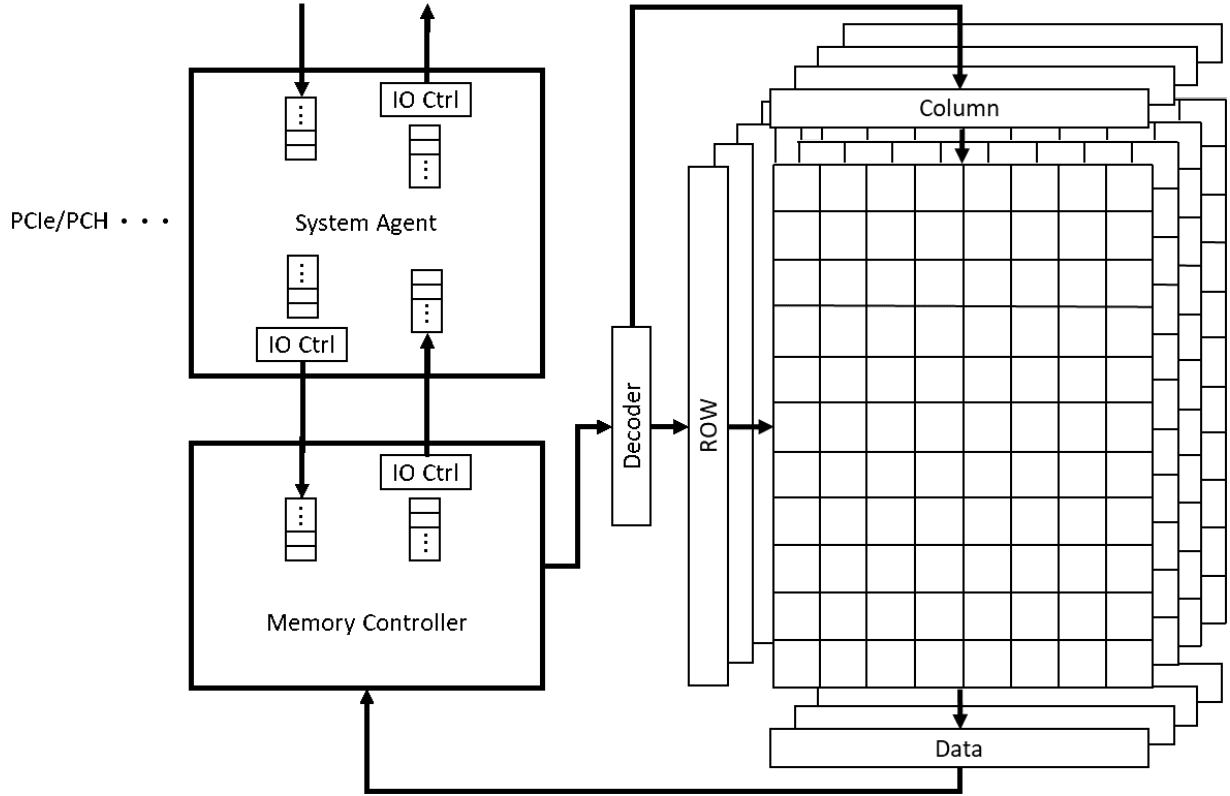 IO Ctrl
Column
PCIe/PCH · · ·
System Agent
IO Ctrl
Decoder
ROW
IO Ctrl
Memory Controller
Data